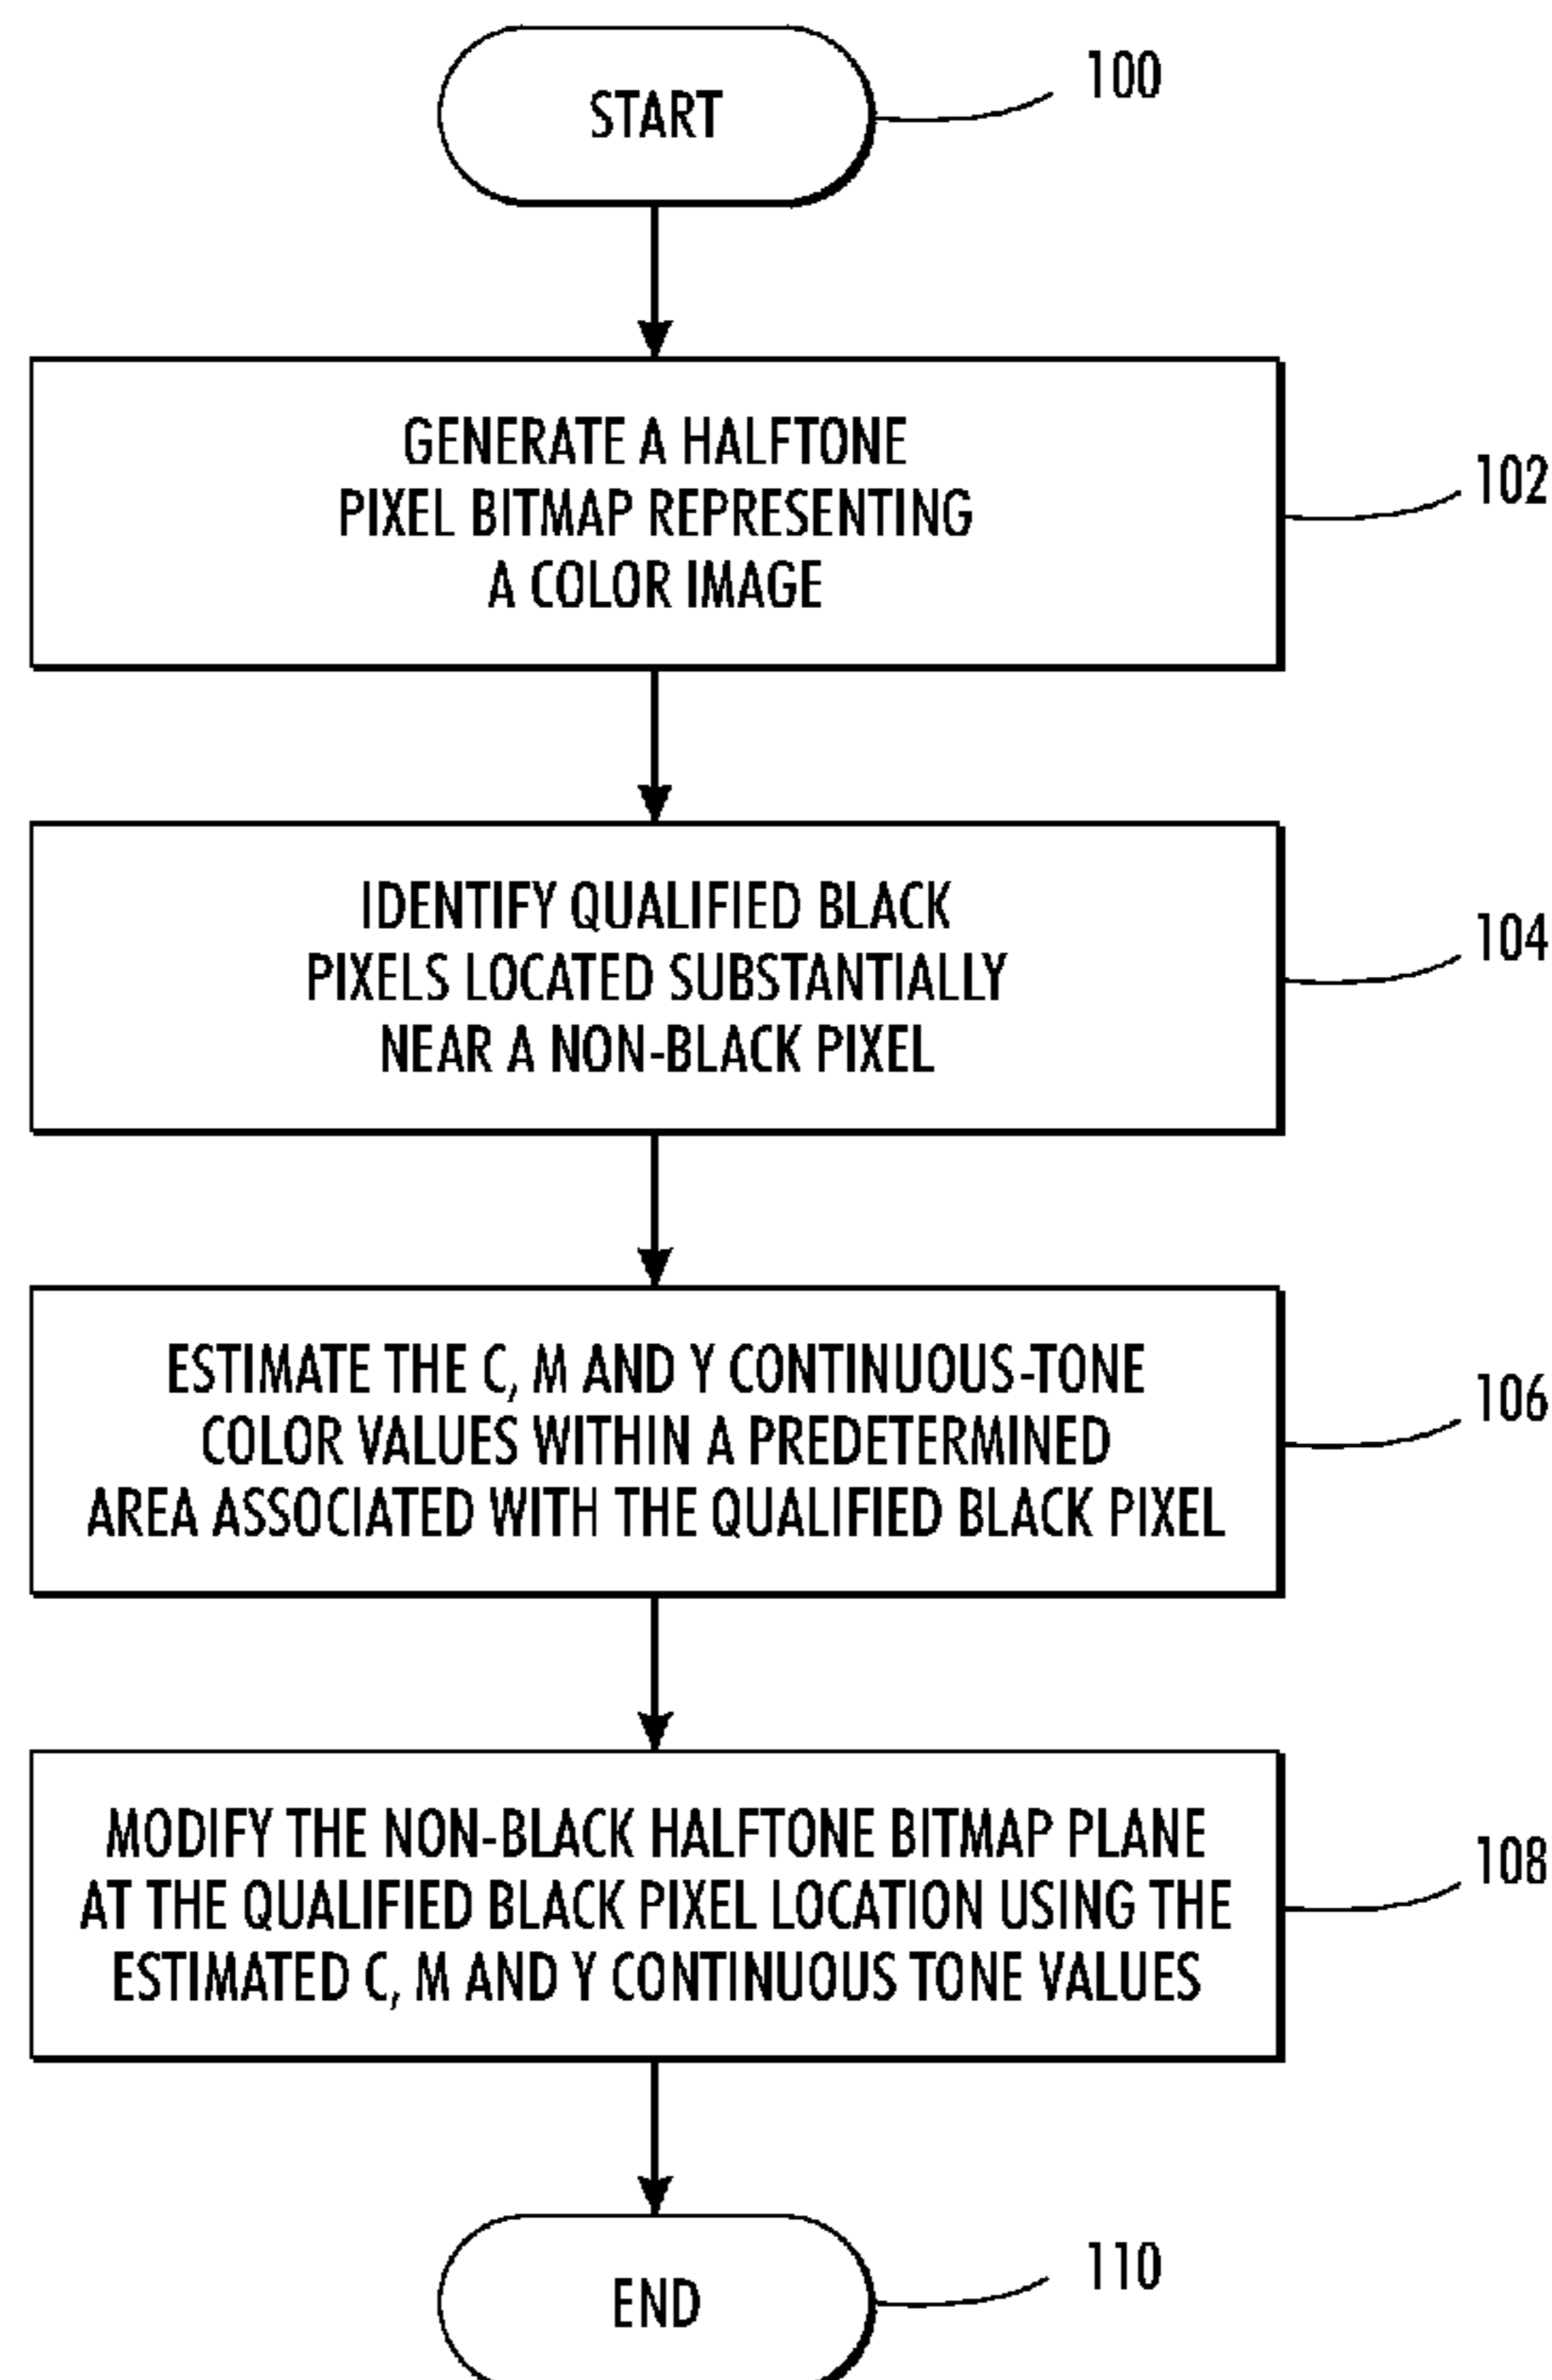 START
100
GENERATE A HALFTONE
PIXEL BITMAP REPRESENTING
A COLOR IMAGE
102
IDENTIFY QUALIFIED BLACK
PIXELS LOCATED SUBSTANTIALLY
NEAR A NON-BLACK PIXEL
104
ESTIMATE THE C, M AND Y CONTINUOUS-TONE
COLOR VALUES WITHIN A PREDETERMINED
AREA ASSOCIATED WITH THE QUALIFIED BLACK PIXEL
106
MODIFY THE NON-BLACK HALFTONE BITMAP PLANE
AT THE QUALIFIED BLACK PIXEL LOCATION USING THE
ESTIMATED C, M AND Y CONTINUOUS TONE VALUES
108
END
110